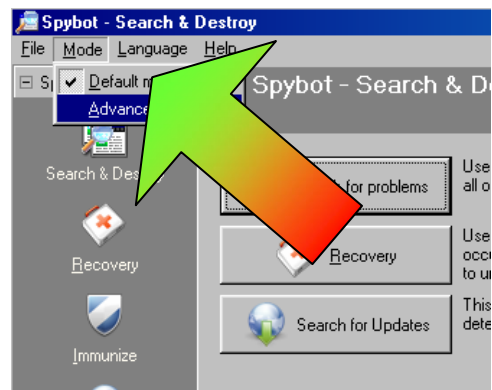 Spybot - Search & Destroy
File Mode Language Help
Default
Advance
Spybot - Search & D
Search & Des
for problems
Use
all o
Recovery
Recovery
Use
occu
to u
Search for Updates
This
dete
Immunize